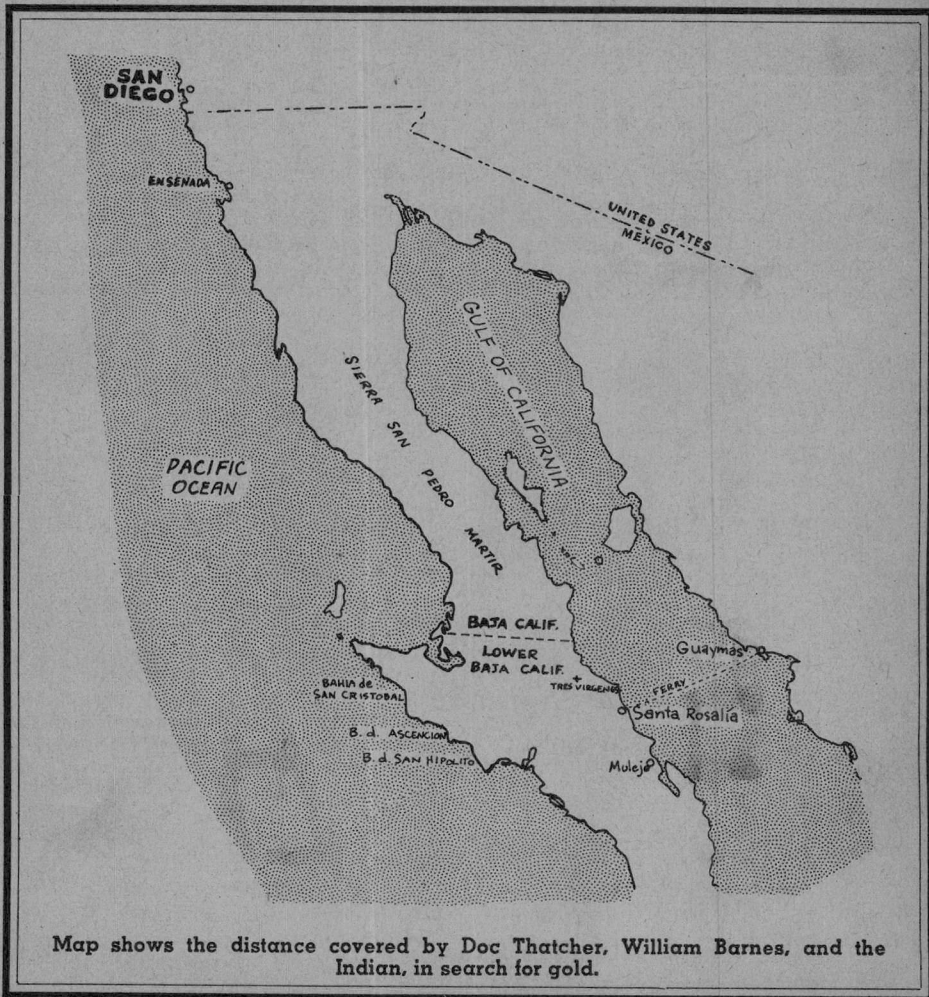 SAN
DIEGO
ENSENADA
UNITED STATES
MEXICO
GULF OF CALIFORNIA
SIERRA SAN PEDRO MARTIR
PACIFIC
OCEAN
BAJA CALIF.
LOWER
BAJA CALIF.
Guaymas
TRES VIRGENES
FERRY
BAHIA de
SAN CRISTOBAL
Santa Rosalia
B. d. ASCENCION
B. d. SAN HIPOLITO
Muleje
Map shows the distance covered by Doc Thatcher, William Barnes, and the
Indian, in search for gold.